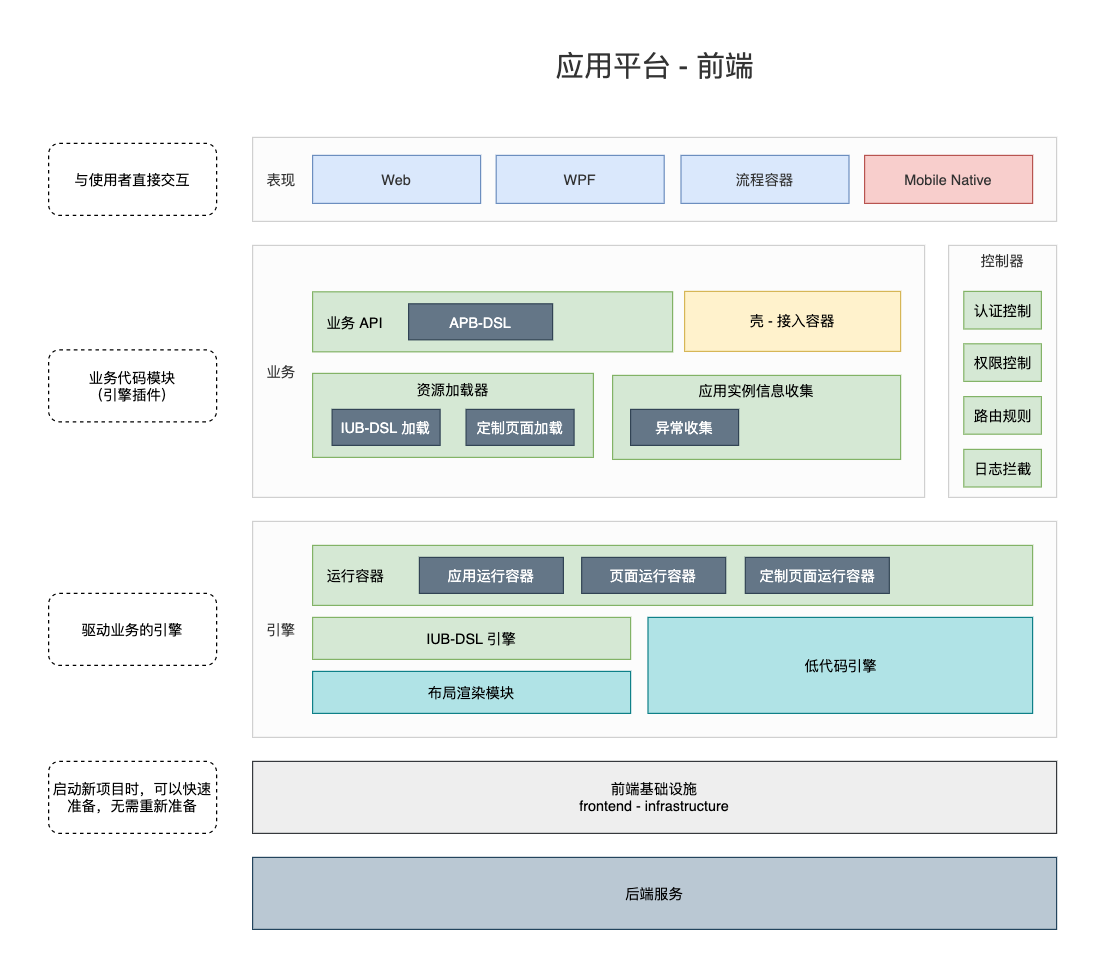 应用平台 - 前端
与使用者直接交互
表现
Web
WPF
流程容器
Mobile Native
业务代码模块
（引擎插件）
业务
业务 API
APB-DSL
壳 - 接入容器
资源加载器
IUB-DSL 加载
定制页面加载
应用实例信息收集
异常收集
控制器
认证控制
权限控制
路由规则
日志拦截
驱动业务的引擎
引擎
运行容器
应用运行容器
页面运行容器
定制页面运行容器
IUB-DSL 引擎
布局渲染模块
低代码引擎
启动新项目时，可以快速
准备，无需重新准备
前端基础设施
frontend - infrastructure
后端服务